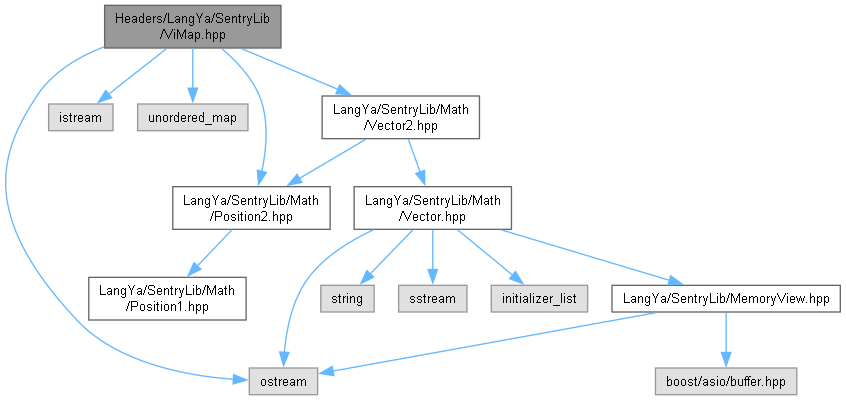 Headers/LangYa/SentryLib
/ViMap.hpp
istream
unordered_map
LangYa/SentryLib/Math
/Vector2.hpp
LangYa/SentryLib/Math
/Position2.hpp
LangYa/SentryLib/Math
/Vector.hpp
LangYa/SentryLib/Math
/Position1.hpp
string
sstream
initializer_list
LangYa/SentryLib/MemoryView.hpp
ostream
boost/asio/buffer.hpp